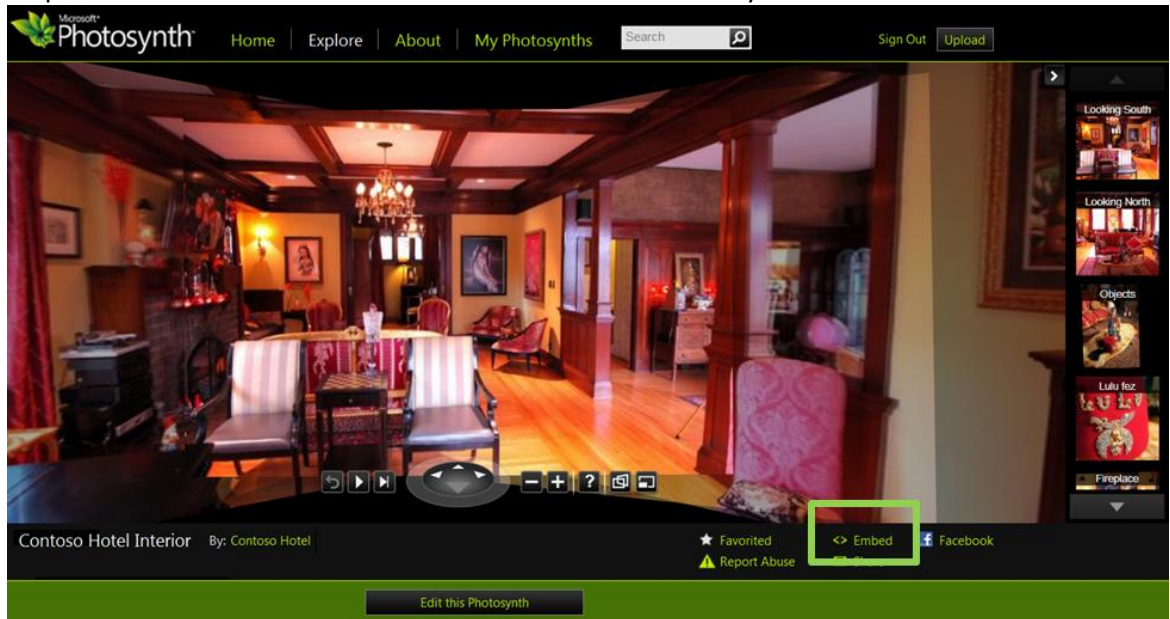 Microsoft®
Photosynth™
Home | Explore | About | My Photosynths
Search
Sign Out
Upload
Looking South
Looking North
Objects
Lulu fez
Fireplace
Contoso Hotel Interior By: Contoso Hotel
Favorited
<> Embed
Facebook
Report Abuse
Edit this Photosynth